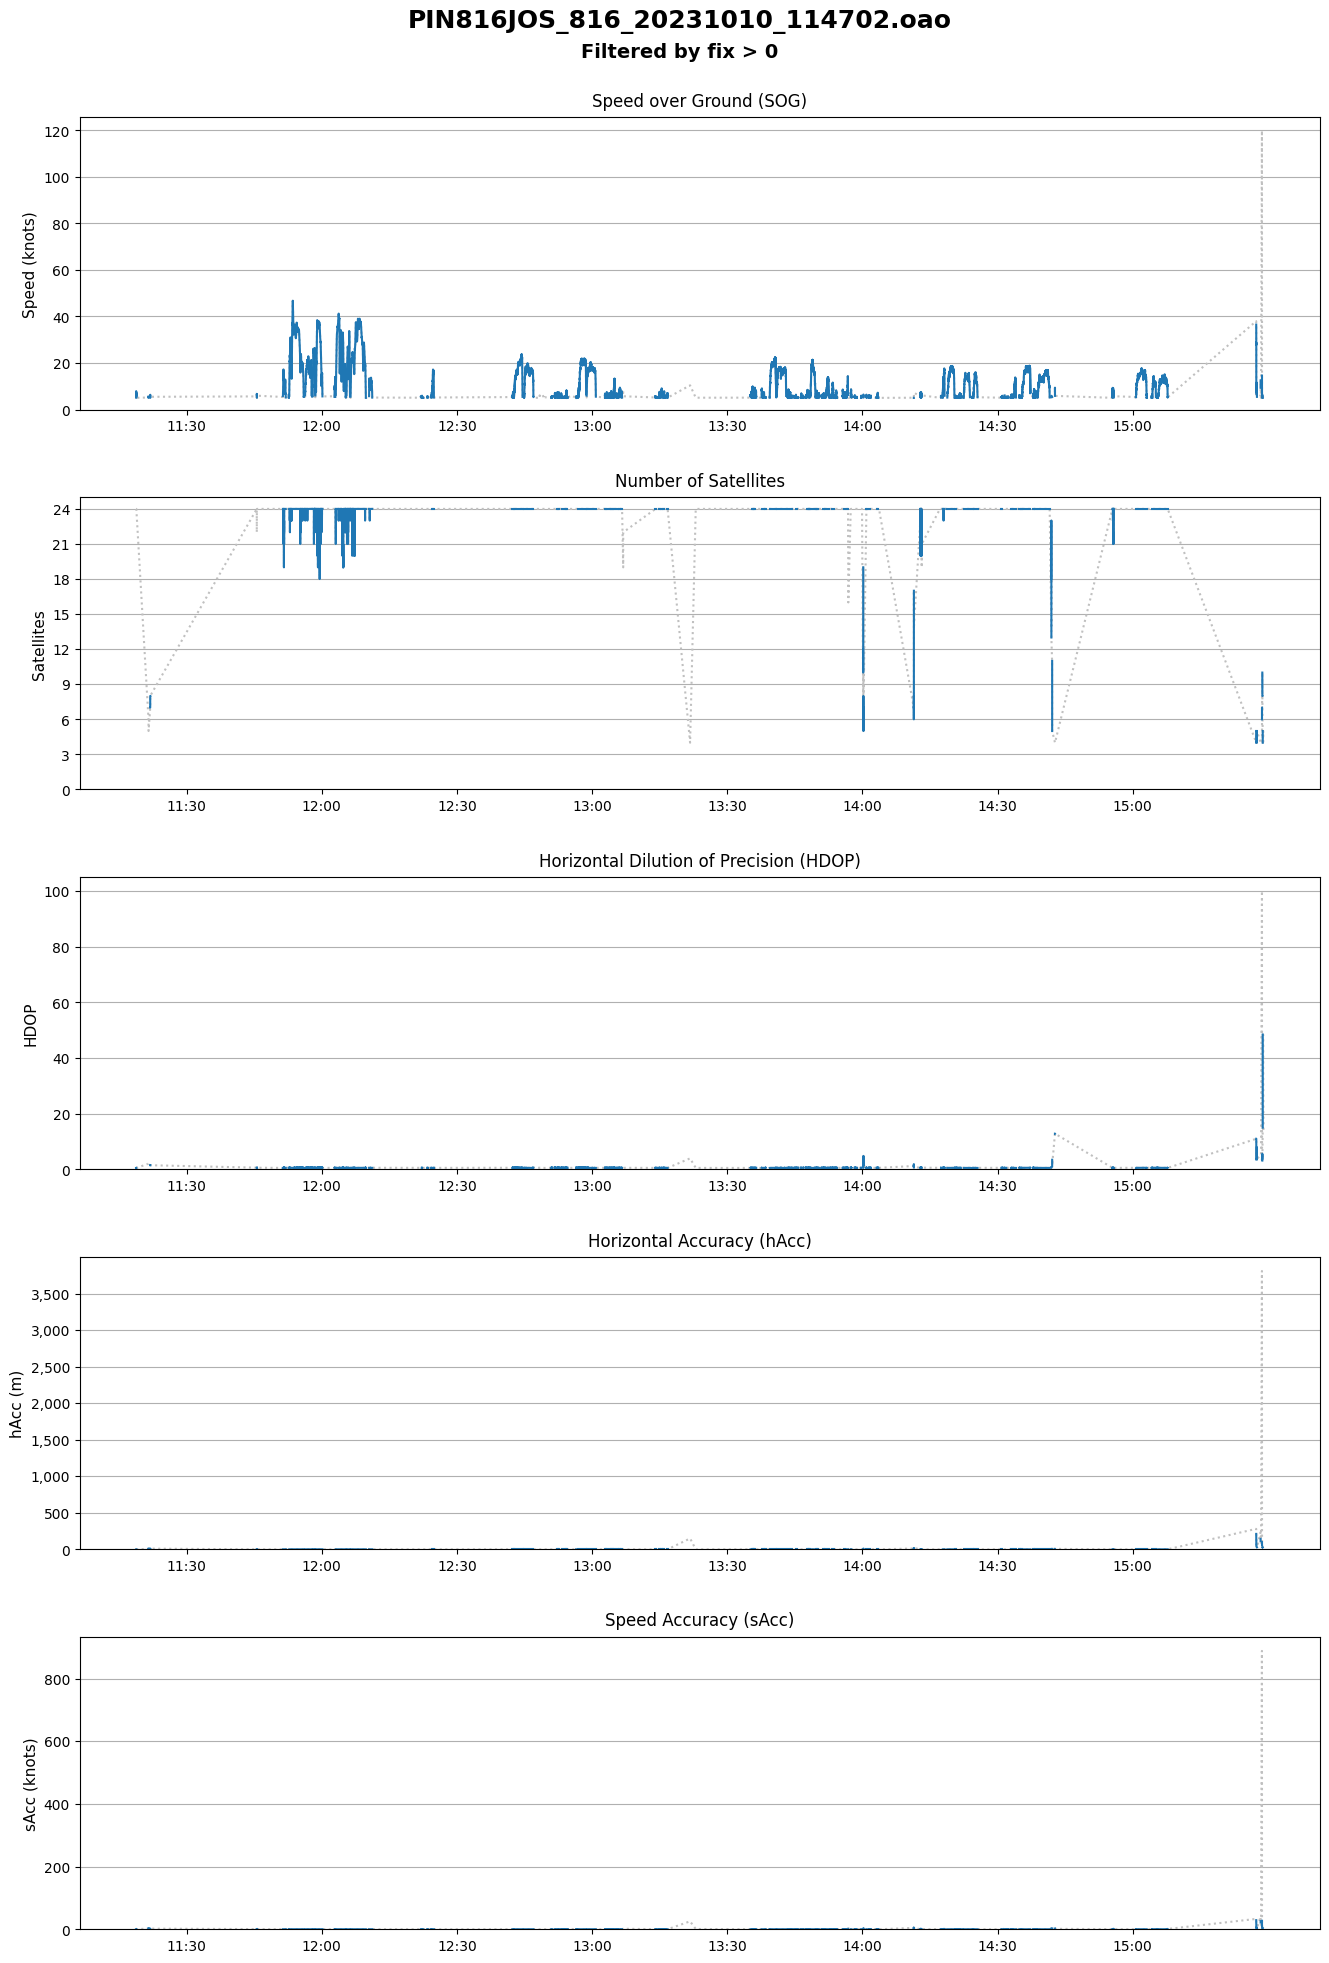 PIN816JOS_816_20231010_114702.oao
Filtered by fix > 0
Speed over Ground (SOG)
120
100
80
60
40
20
0
Speed (knots)
11:30 12:00 12:30 13:00 13:30 14:00 14:30 15:00
Number of Satellites
24
21
18
15
12
9
6
3
0
Satellites
11:30 12:00 12:30 13:00 13:30 14:00 14:30 15:00
Horizontal Dilution of Precision (HDOP)
100
80
60
40
20
0
HDOP
11:30 12:00 12:30 13:00 13:30 14:00 14:30 15:00
Horizontal Accuracy (hAcc)
3,500
3,000
2,500
2,000
1,500
1,000
500
0
hAcc (m)
11:30 12:00 12:30 13:00 13:30 14:00 14:30 15:00
Speed Accuracy (sAcc)
800
600
400
200
0
sAcc (knots)
11:30 12:00 12:30 13:00 13:30 14:00 14:30 15:00